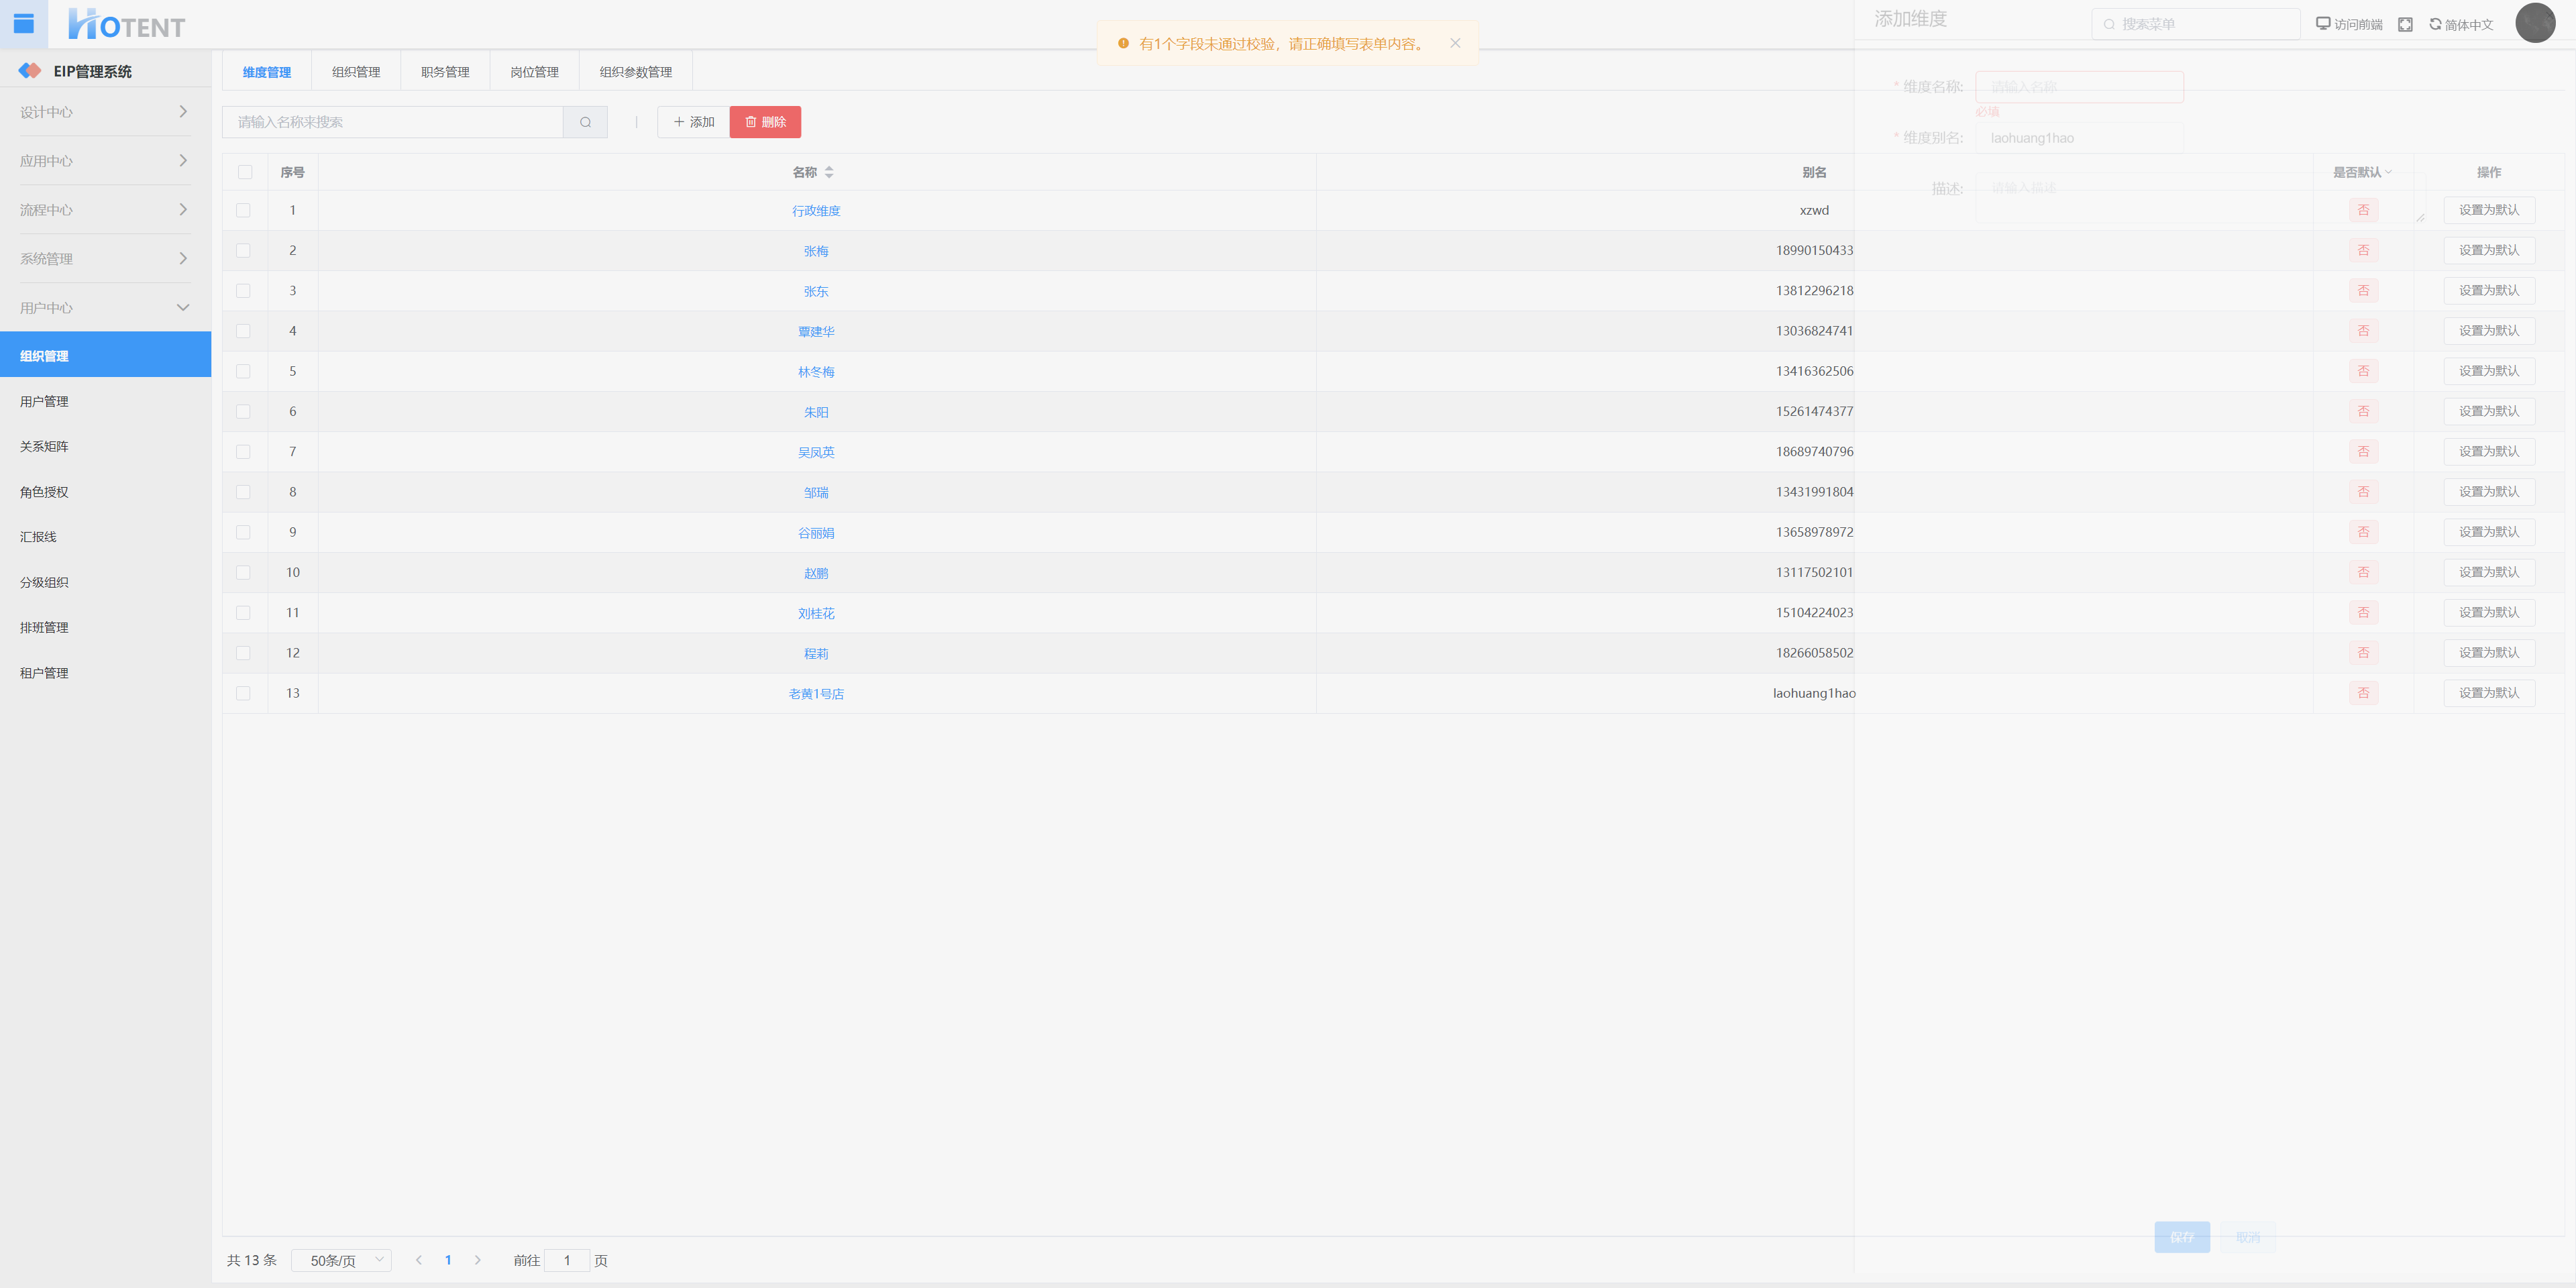 HOTENT
有1个字段未通过校验，请正确填写表单内容。
添加维度
搜索菜单
访问前端
简体中文
EIP管理系统
维度管理 组织管理 职务管理 岗位管理 组织参数管理
* 维度名称: 请输入名称
必填
* 维度别名: laohuang1hao
描述: 请输入描述
设计中心
应用中心
流程中心
系统管理
用户中心
组织管理
用户管理
关系矩阵
角色授权
汇报线
分级组织
排班管理
租户管理
请输入名称来搜索 | 添加 删除
序号 名称 别名 是否默认 操作
1 行政维度 xzwd 否 设置为默认
2 张梅 18990150433 否 设置为默认
3 张东 13812296218 否 设置为默认
4 覃建华 13036824741 否 设置为默认
5 林冬梅 13416362506 否 设置为默认
6 朱阳 15261474377 否 设置为默认
7 吴凤英 18689740796 否 设置为默认
8 邹瑞 13431991804 否 设置为默认
9 谷丽娟 13658978972 否 设置为默认
10 赵鹏 13117502101 否 设置为默认
11 刘桂花 15104224023 否 设置为默认
12 程莉 18266058502 否 设置为默认
13 老黄1号店 laohuang1hao 否 设置为默认
保存 取消
共 13 条 50条/页 1 前往 1 页